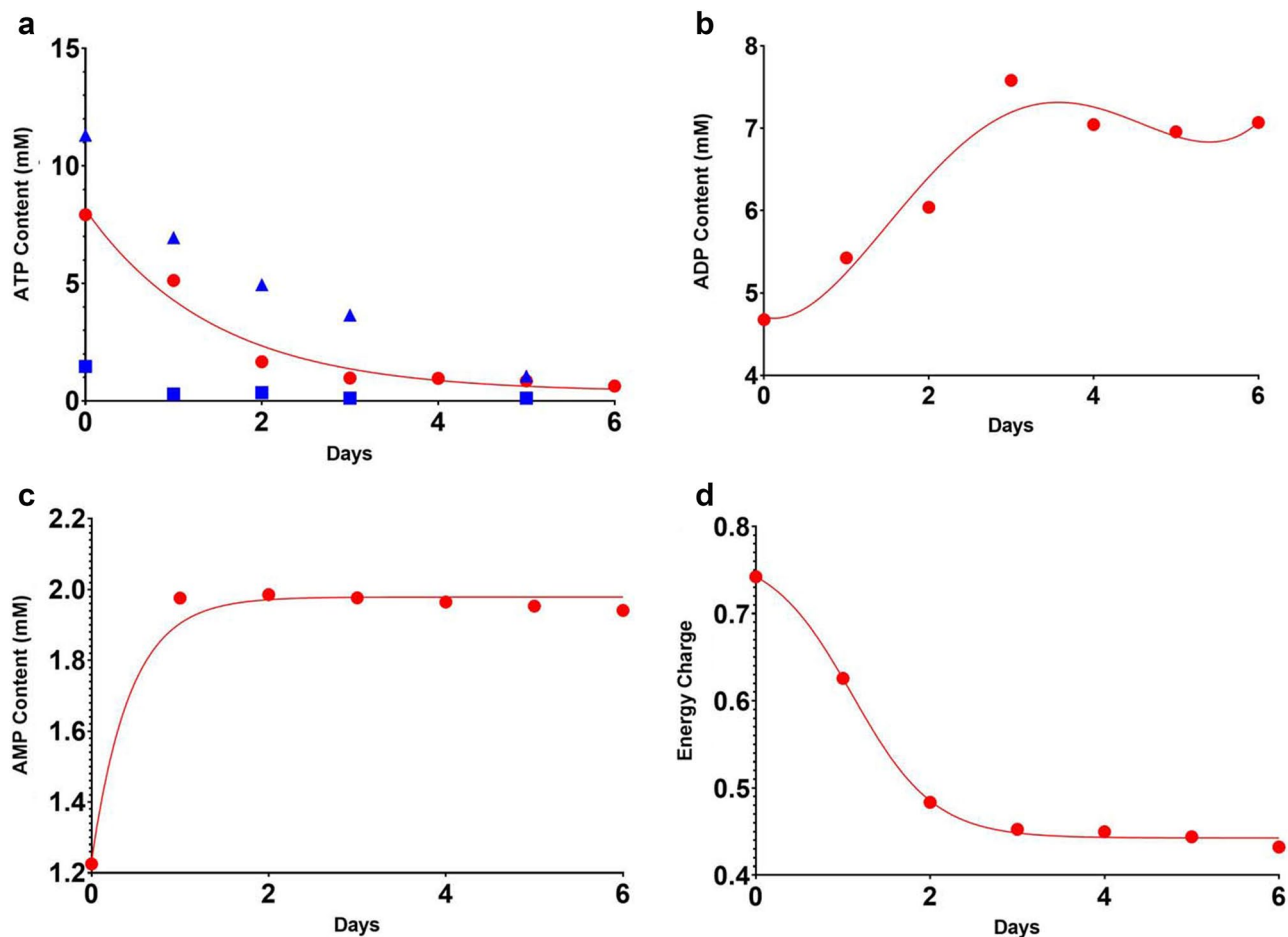 a
15
10
5
0
ATP Content (mM)
0 2 4 6
Days
b
8
7
6
5
4
ADP Content (mM)
0 2 4 6
Days
c
2.2
2.0
1.8
1.6
1.4
1.2
AMP Content (mM)
0 2 4 6
Days
d
0.8
0.7
0.6
0.5
0.4
Energy Charge
0 2 4 6
Days